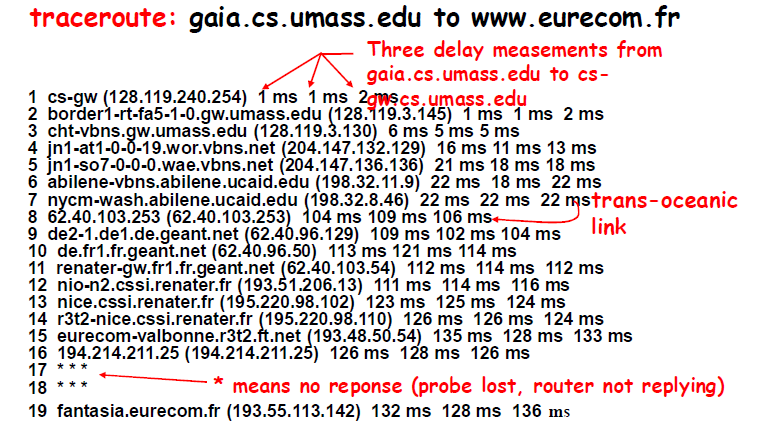 traceroute: gaia.cs.umass.edu to www.eurecom.fr
Three delay measements from
gaia.cs.umass.edu to cs-
gw.cs.umass.edu
1 cs-gw (128.119.240.254) 1 ms 1 ms 2 ms
2 border1-rt-fa5-1-0.gw.umass.edu (128.119.3.145) 1 ms 1 ms 2 ms
3 cht-vbns.gw.umass.edu (128.119.3.130) 6 ms 5 ms 5 ms
4 jn1-at1-0-0-19.wor.vbns.net (204.147.132.129) 16 ms 11 ms 13 ms
5 jn1-so7-0-0-0.wae.vbns.net (204.147.136.136) 21 ms 18 ms 18 ms
6 abilene-vbns.abilene.ucaid.edu (198.32.11.9) 22 ms 18 ms 22 ms
7 nycm-wash.abilene.ucaid.edu (198.32.8.46) 22 ms 22 ms 22 ms
trans-oceanic
link
8 62.40.103.253 (62.40.103.253) 104 ms 109 ms 106 ms
9 de2-1.de1.de.geant.net (62.40.96.129) 109 ms 102 ms 104 ms
10 de.fr1.fr.geant.net (62.40.96.50) 113 ms 121 ms 114 ms
11 renater-gw.fr1.fr.geant.net (62.40.103.54) 112 ms 114 ms 112 ms
12 nio-n2.cssi.renater.fr (193.51.206.13) 111 ms 114 ms 116 ms
13 nice.cssi.renater.fr (195.220.98.102) 123 ms 125 ms 124 ms
14 r3t2-nice.cssi.renater.fr (195.220.98.110) 126 ms 126 ms 124 ms
15 eurecom-valbonne.r3t2.ft.net (193.48.50.54) 135 ms 128 ms 133 ms
16 194.214.211.25 (194.214.211.25) 126 ms 128 ms 126 ms
17 * * *
18 * * *
* means no reponse (probe lost, router not replying)
19 fantasia.eurecom.fr (193.55.113.142) 132 ms 128 ms 136 ms